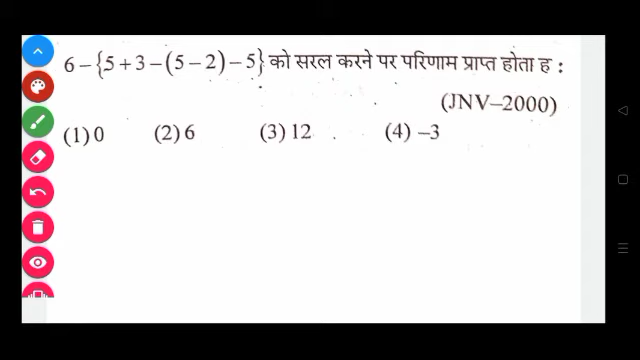 6 – {5 + 3 – (5 – 2) – 5} को सरल करने पर परिणाम प्राप्त होता ह :
(JNV–2000)
(1) 0 (2) 6 (3) 12 (4) –3